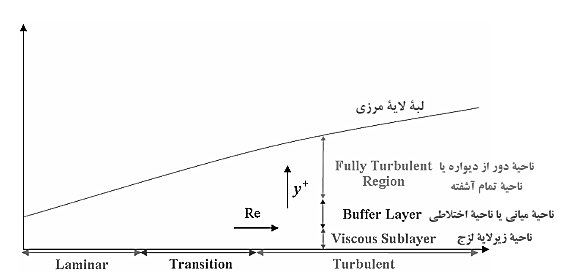 لبهٔ لایهٔ مرزی
Fully Turbulent Region
ناحیهٔ دور از دیواره یا
ناحیهٔ تمام آشفته
y+
Re
Buffer Layer ناحیهٔ میانی یا ناحیهٔ اختلاطی
Viscous Sublayer ناحیهٔ زیرلایهٔ لزج
Laminar Transition Turbulent